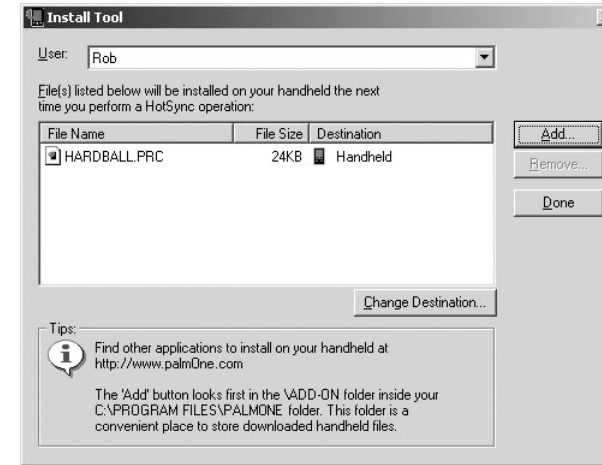 Install Tool
User:
Rob
File(s) listed below will be installed on your handheld the next
time you perform a HotSync operation:
File Name File Size Destination
HARDBALL.PRC 24KB Handheld
Add...
Remove...
Done
Change Destination...
Tips:
Find other applications to install on your handheld at
http://www.palmOne.com
The 'Add' button looks first in the \ADD-ON folder inside your
C:\PROGRAM FILES\PALMONE folder. This folder is a
convenient place to store downloaded handheld files.